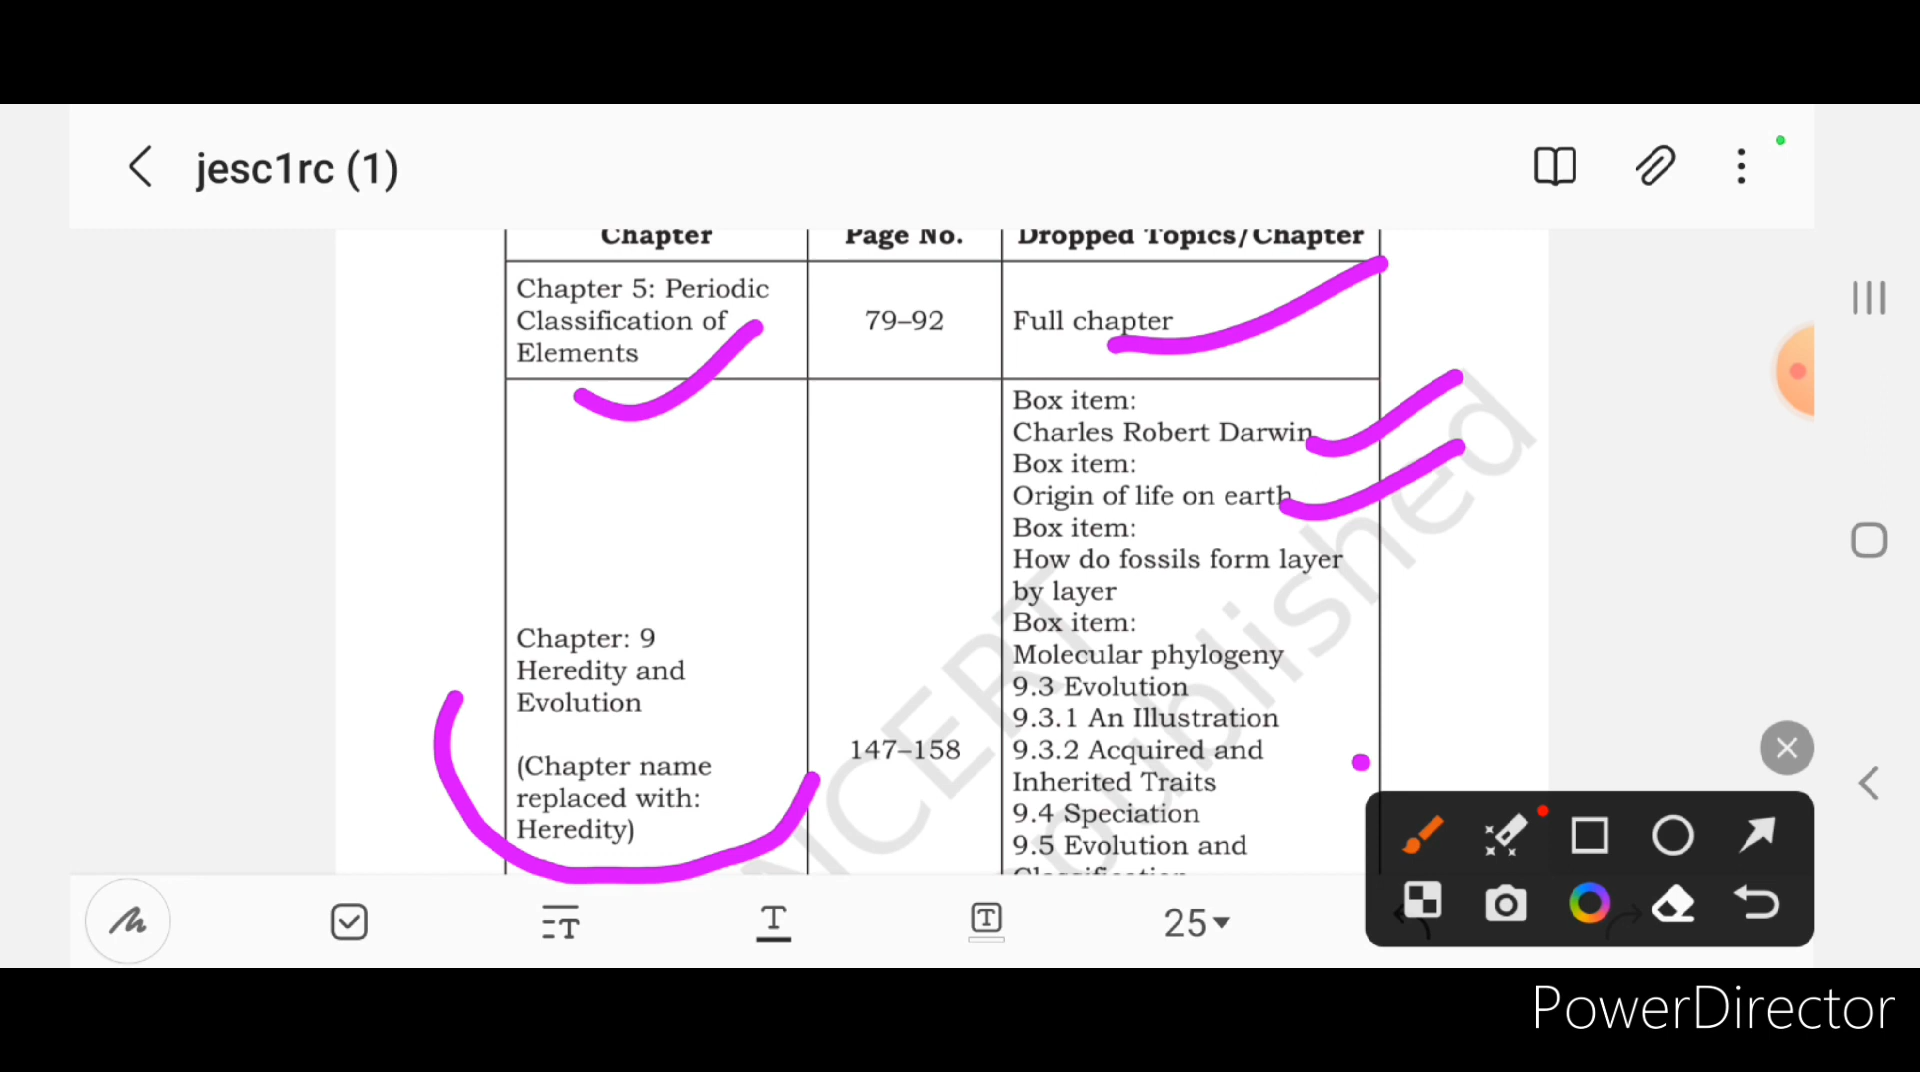 jesc1rc (1)
Chapter
Page No.
Dropped Topics/Chapter
Chapter 5: Periodic
Classification of
Elements
79–92
Full chapter
Chapter: 9
Heredity and
Evolution
(Chapter name
replaced with:
Heredity)
147–158
Box item:
Charles Robert Darwin
Box item:
Origin of life on earth
Box item:
How do fossils form layer
by layer
Box item:
Molecular phylogeny
9.3 Evolution
9.3.1 An Illustration
9.3.2 Acquired and
Inherited Traits
9.4 Speciation
9.5 Evolution and
Classification
NCERT
published
T
T
T
25
PowerDirector